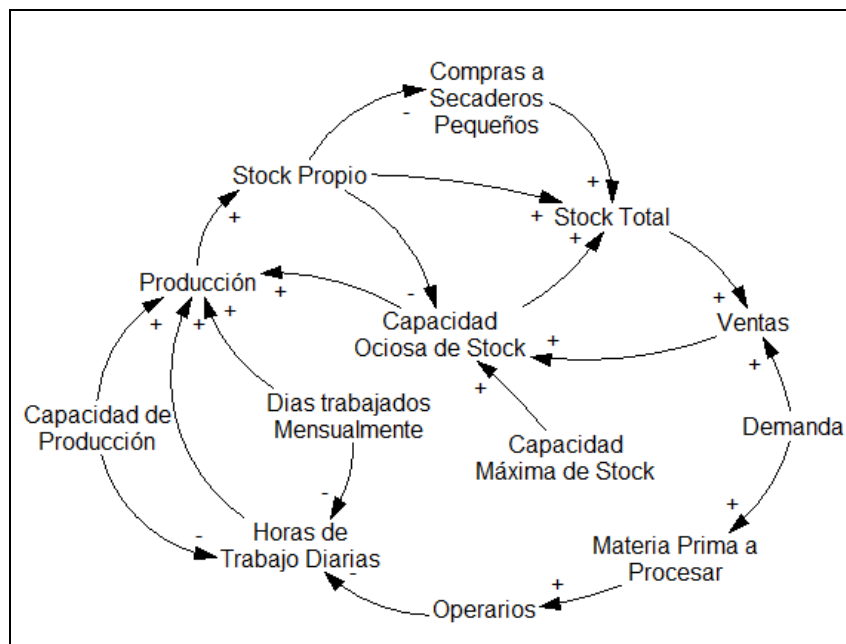 Compras a
Secaderos
Pequeños
-
Stock Propio
+
+
+
Stock Total
+
+
Producción
+
-
+
+
+
+
Capacidad
Ociosa de Stock
+
+
Ventas
+
+
Dias trabajados
Mensualmente
Capacidad de
Producción
Capacidad
Máxima de Stock
Demanda
-
-
Horas de
Trabajo Diarias
-
+
Materia Prima a
Procesar
+
Operarios